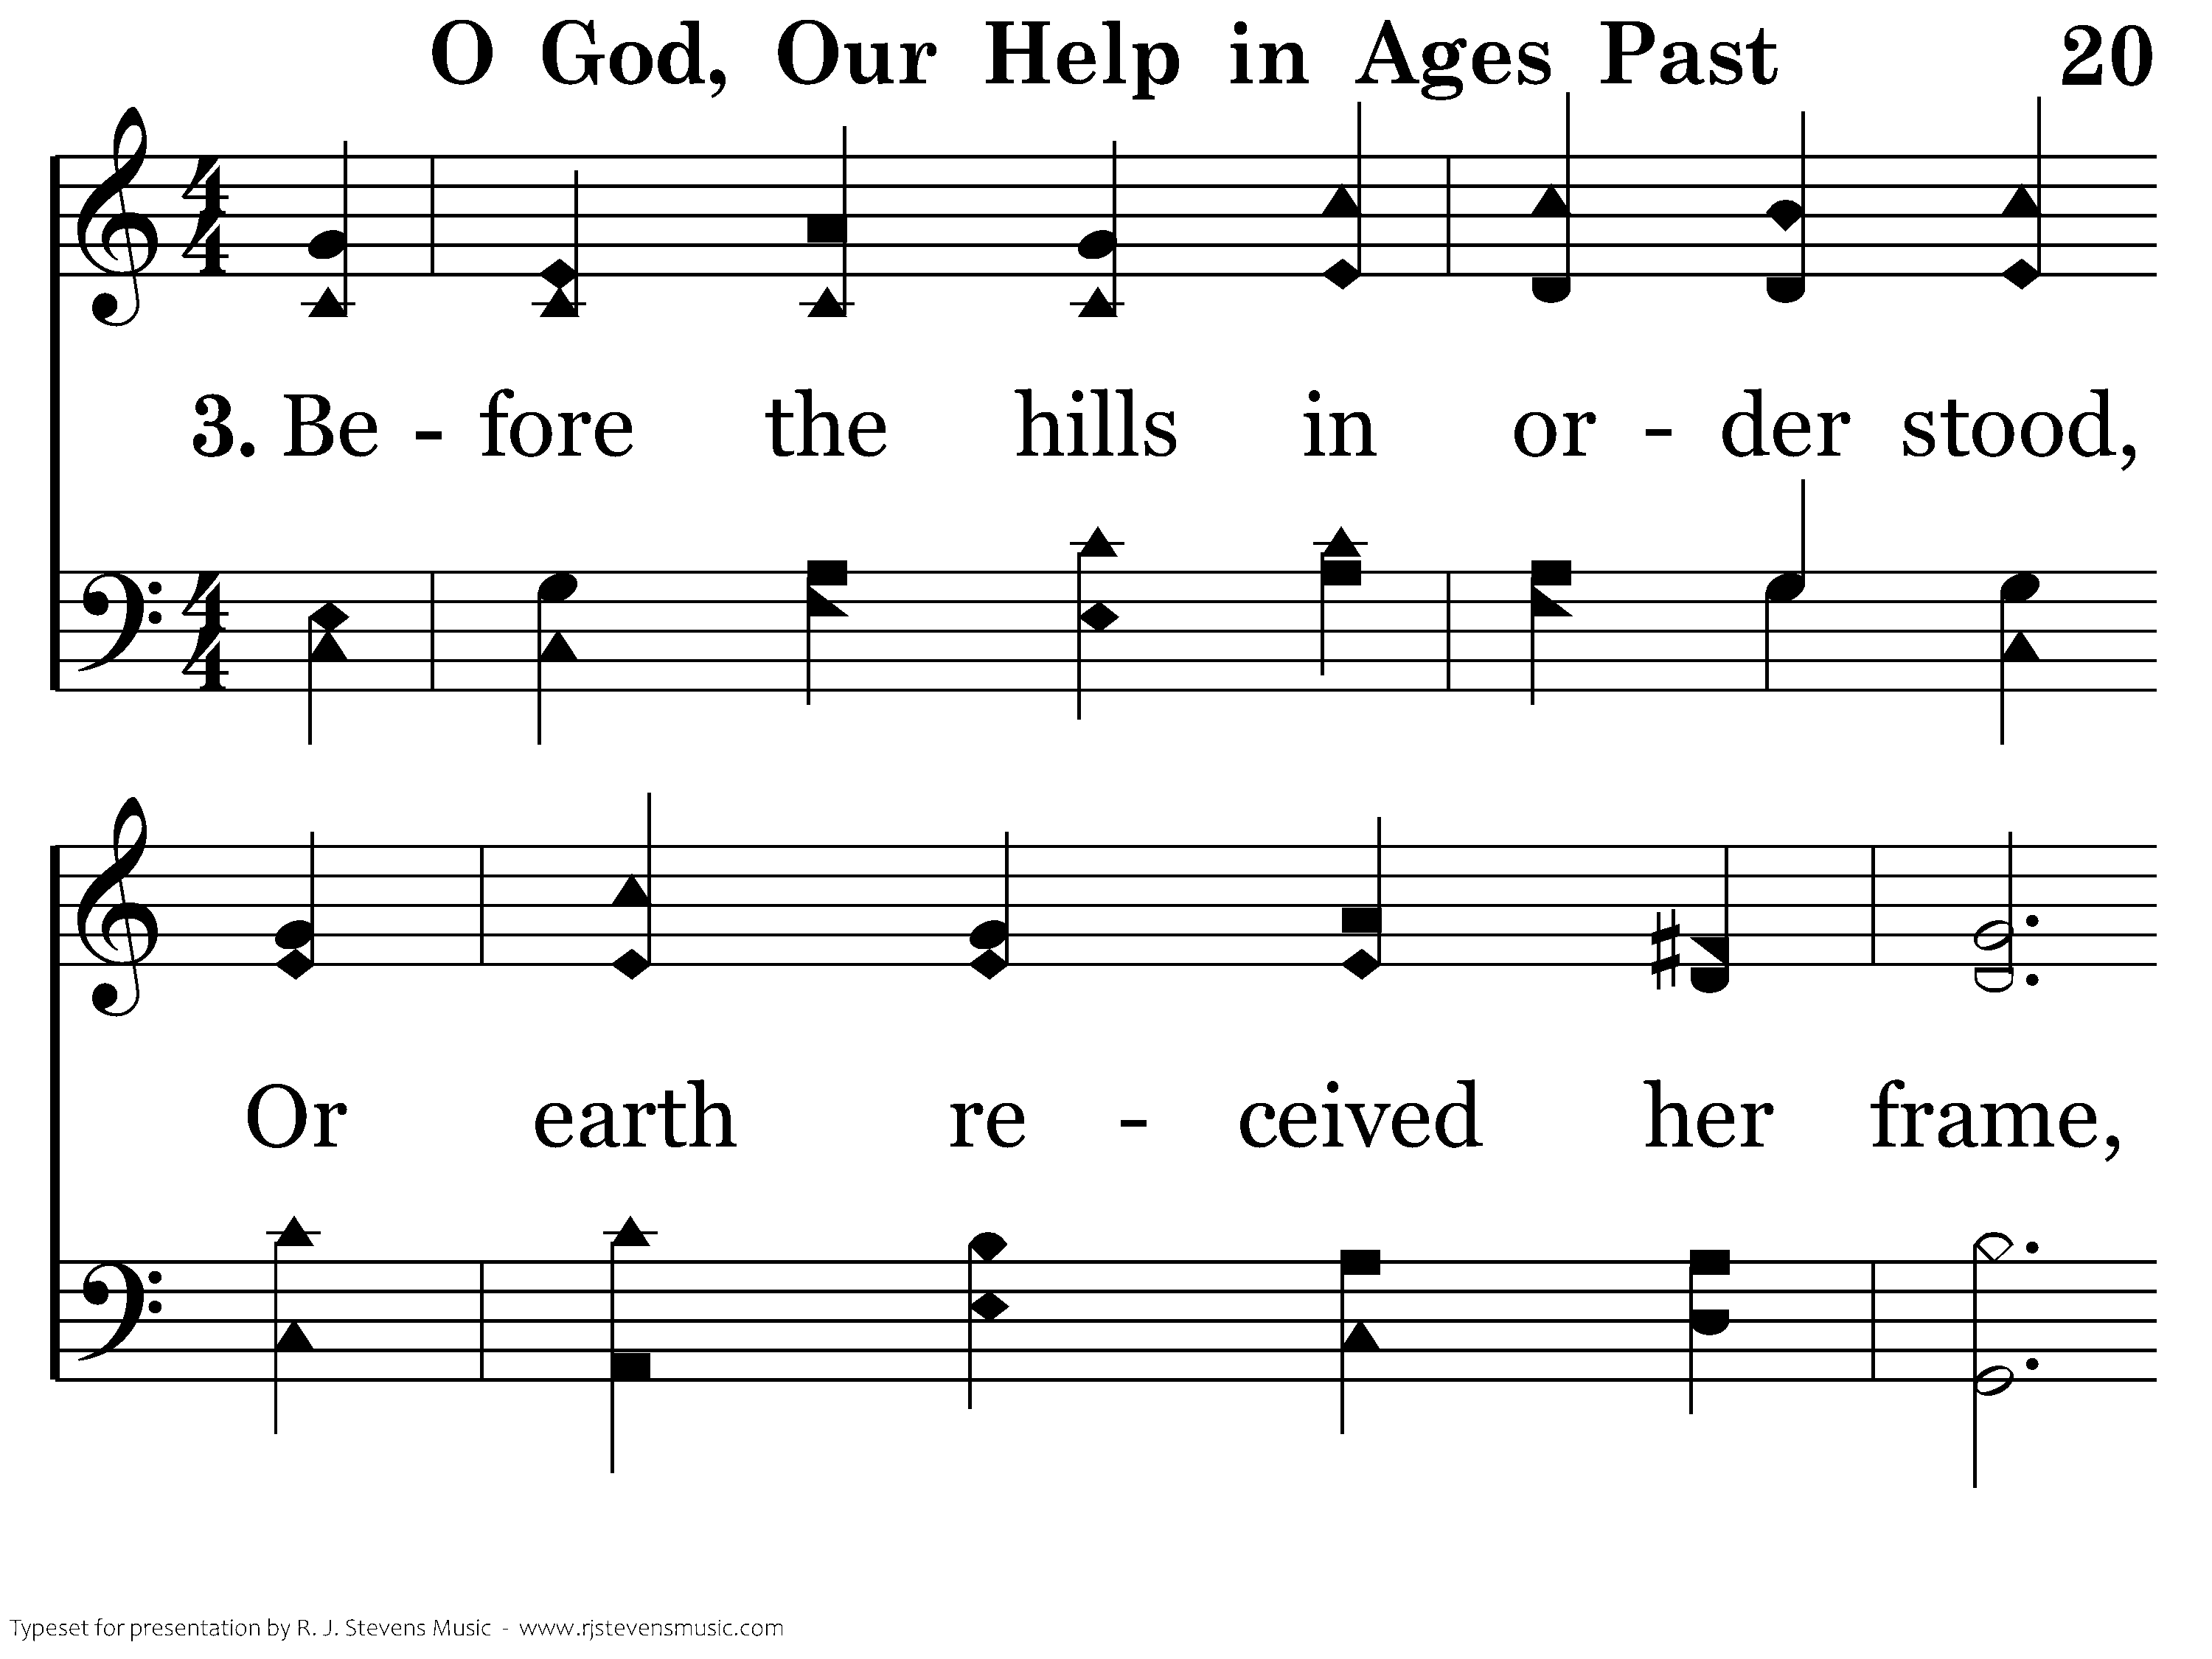 O God, Our Help in Ages Past 20
3. Be - fore the hills in or - der stood,
Or earth re - ceived her frame,
Typeset for presentation by R. J. Stevens Music - www.rjstevensmusic.com